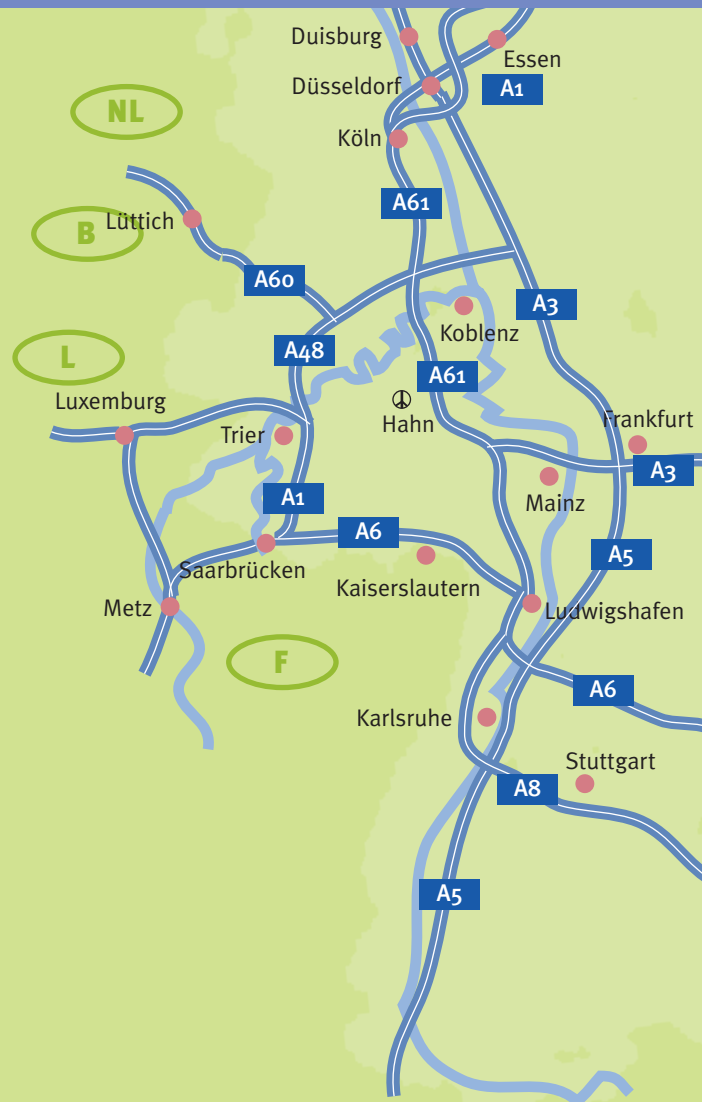 Duisburg
Essen
Düsseldorf
A1
NL
Köln
A61
Lüttich
B
A60
A3
Koblenz
A48
L
A61
Luxemburg
Hahn
Frankfurt
Trier
A3
Mainz
A1
A6
A5
Saarbrücken
Kaiserslautern
Metz
Ludwigshafen
F
A6
Karlsruhe
Stuttgart
A8
A5